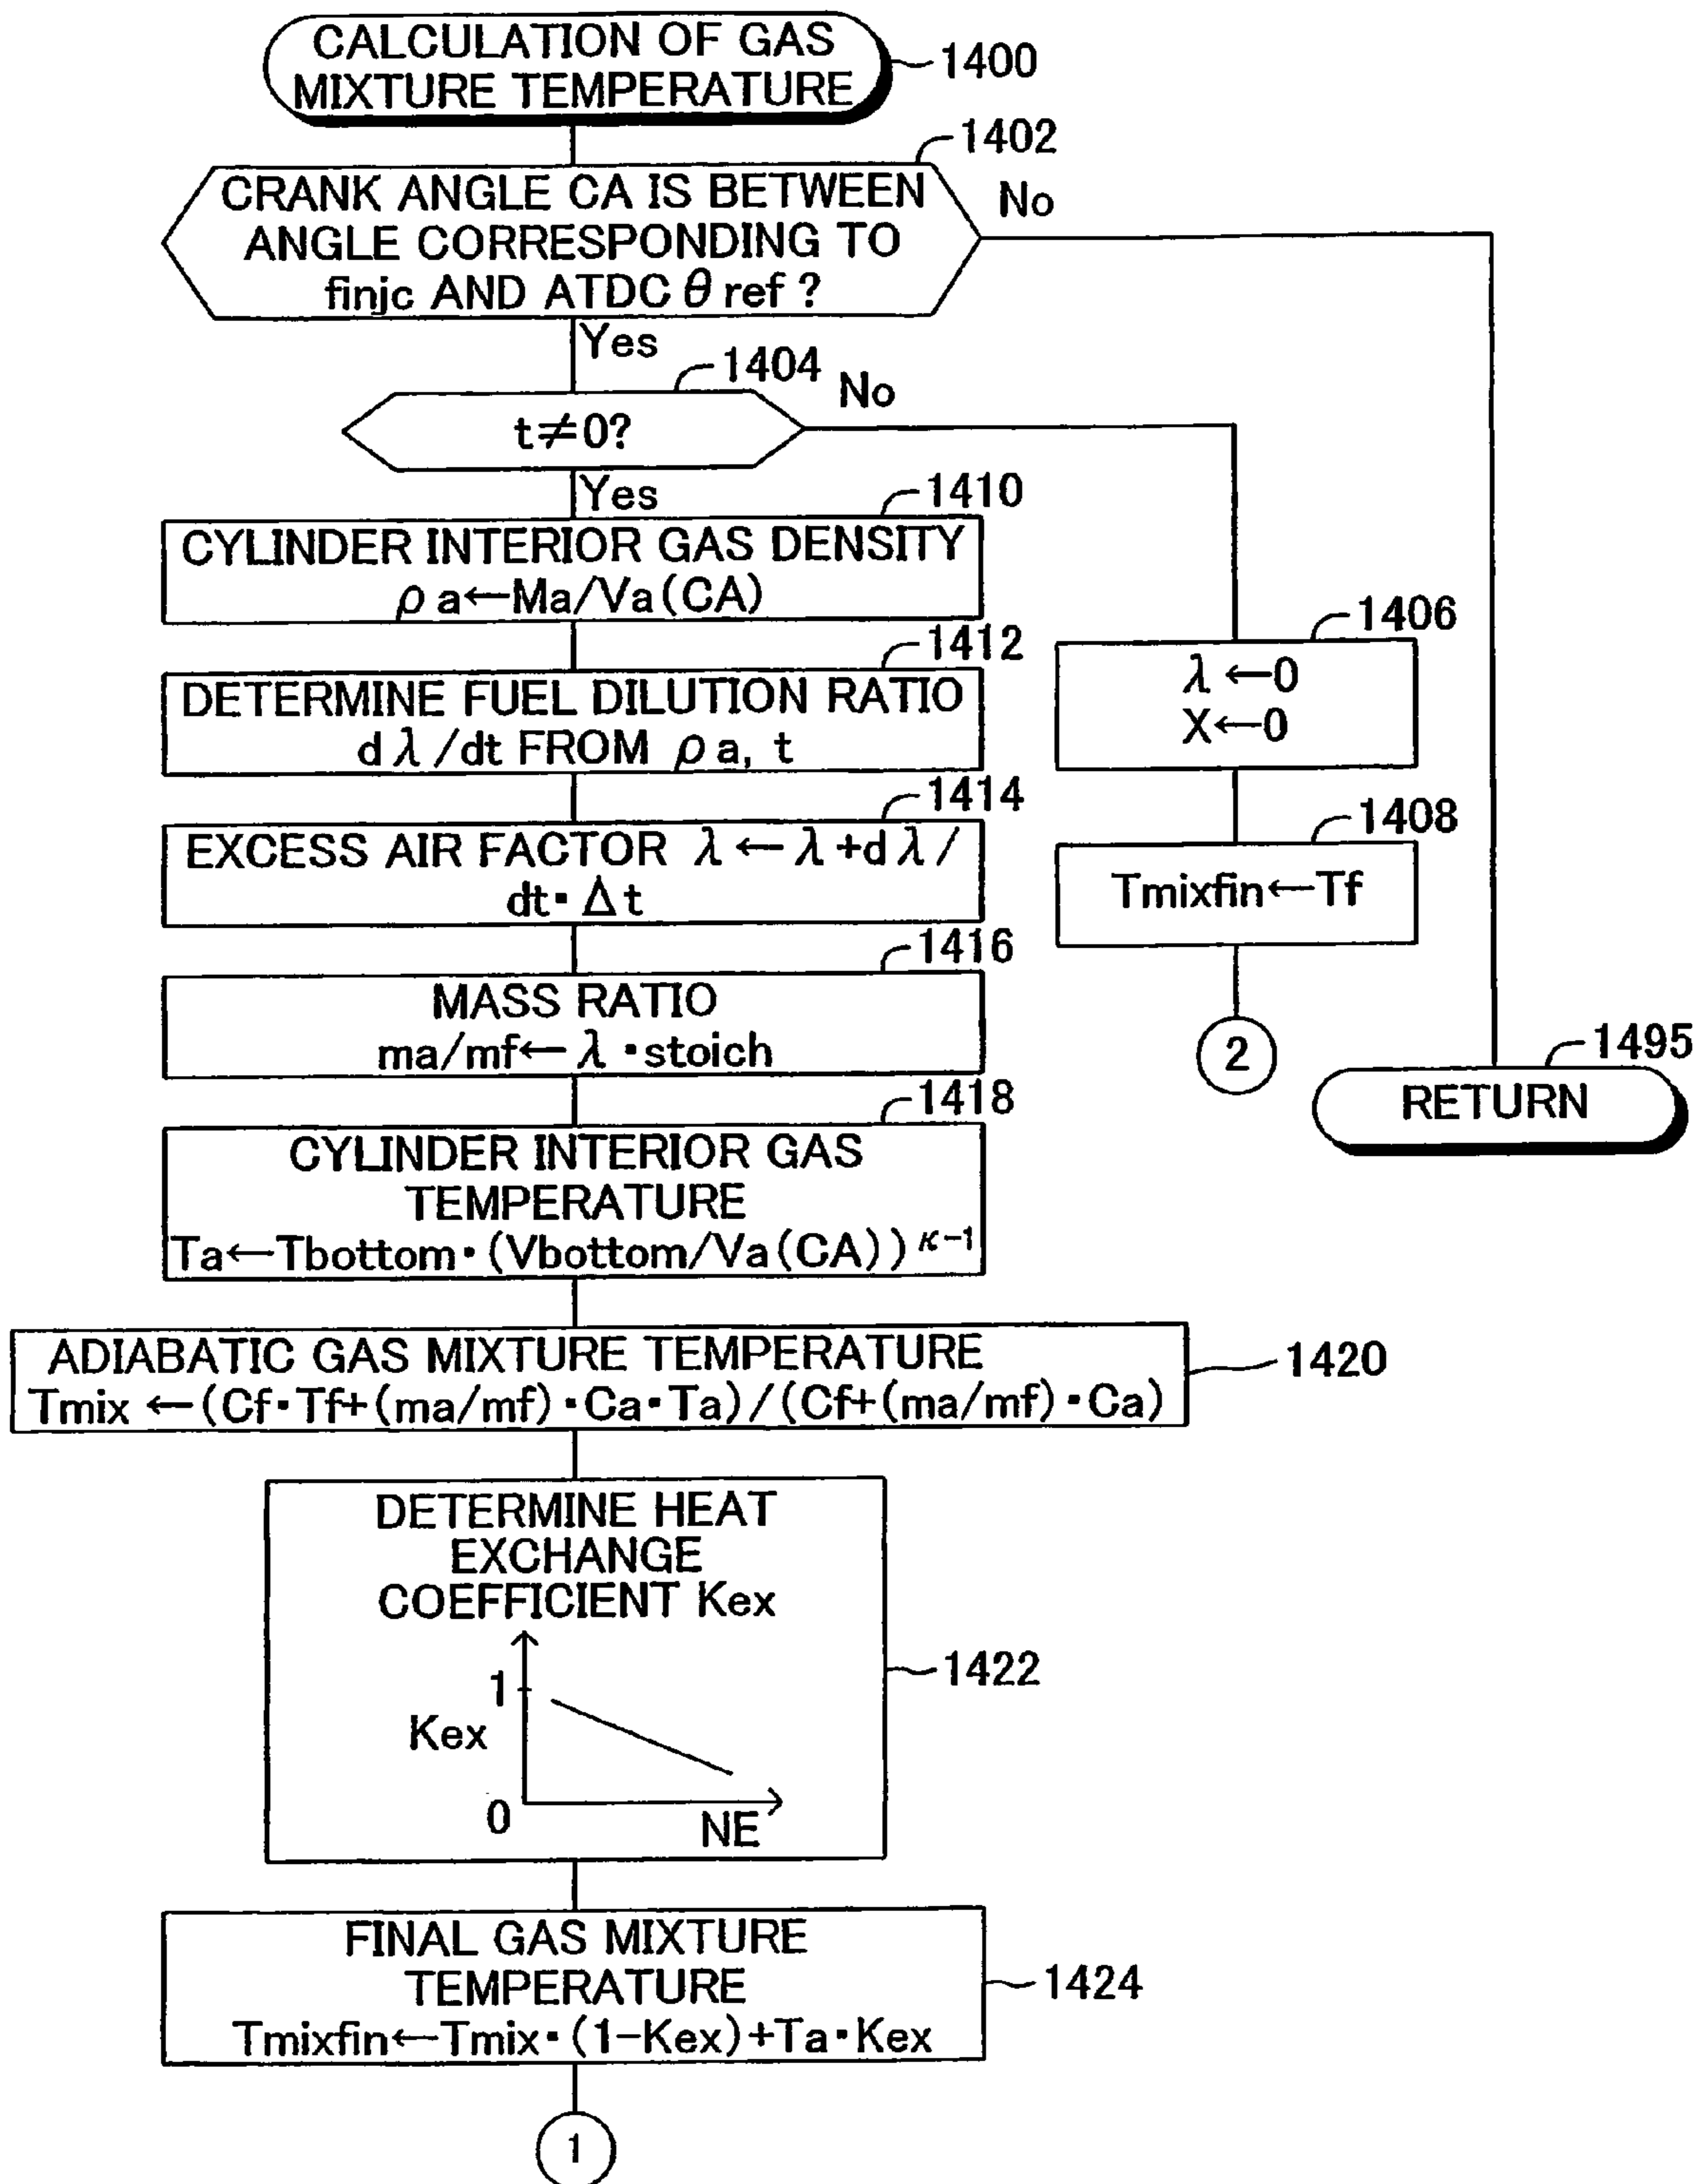 CALCULATION OF GAS
MIXTURE TEMPERATURE
1400
1402
CRANK ANGLE CA IS BETWEEN
ANGLE CORRESPONDING TO
finjc AND ATDC θ ref ?
No
Yes
1404
t≠0?
No
Yes
1410
CYLINDER INTERIOR GAS DENSITY
ρ a←Ma/Va(CA)
1412
DETERMINE FUEL DILUTION RATIO
d λ /dt FROM ρ a, t
1414
EXCESS AIR FACTOR λ ← λ +d λ /
dt▪ Δ t
1416
MASS RATIO
ma/mf← λ ▪stoich
1418
CYLINDER INTERIOR GAS
TEMPERATURE
Ta←Tbottom▪(Vbottom/Va(CA))^κ−1
1406
λ ←0
X←0
1408
Tmixfin←Tf
2
1495
RETURN
ADIABATIC GAS MIXTURE TEMPERATURE
Tmix ←(Cf▪Tf+(ma/mf)▪Ca▪Ta)/(Cf+(ma/mf)▪Ca)
1420
DETERMINE HEAT
EXCHANGE
COEFFICIENT Kex
1
Kex
0
NE
1422
FINAL GAS MIXTURE
TEMPERATURE
Tmixfin←Tmix▪(1−Kex)+Ta▪Kex
1424
1